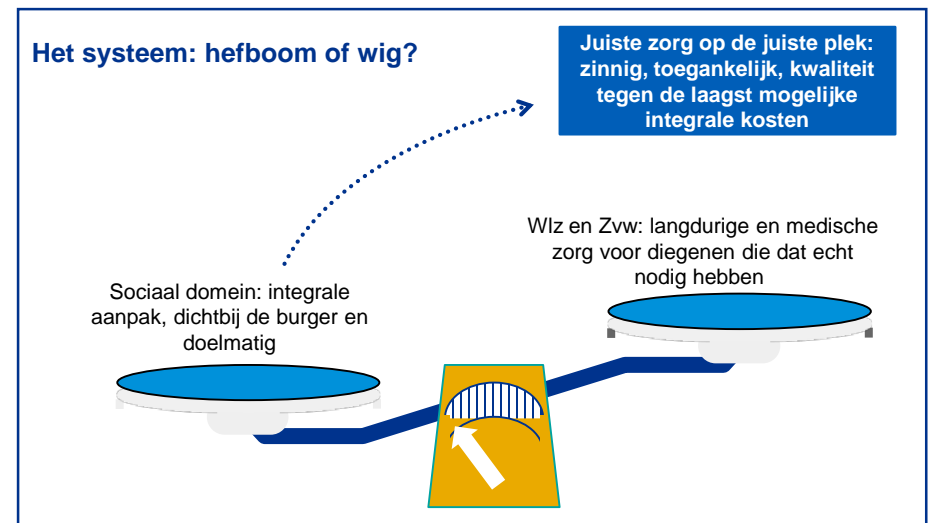 Het systeem: hefboom of wig?
Juiste zorg op de juiste plek:
zinnig, toegankelijk, kwaliteit
tegen de laagst mogelijke
integrale kosten
Wlz en Zvw: langdurige en medische
zorg voor diegenen die dat echt
nodig hebben
Sociaal domein: integrale
aanpak, dichtbij de burger en
doelmatig